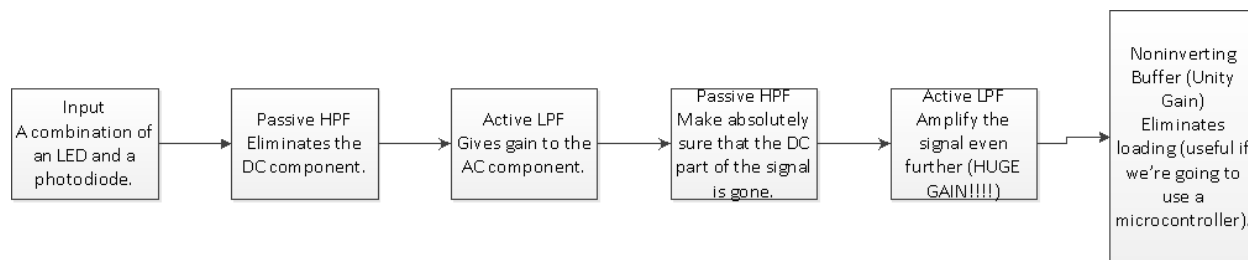 Input
A combination of
an LED and a
photodiode.
Passive HPF
Eliminates the
DC component.
Active LPF
Gives gain to the
AC component.
Passive HPF
Make absolutely
sure that the DC
part of the signal
is gone.
Active LPF
Amplify the
signal even
further (HUGE
GAIN!!!!)
Noninverting
Buffer (Unity
Gain)
Eliminates
loading (useful if
we're going to
use a
microcontroller).